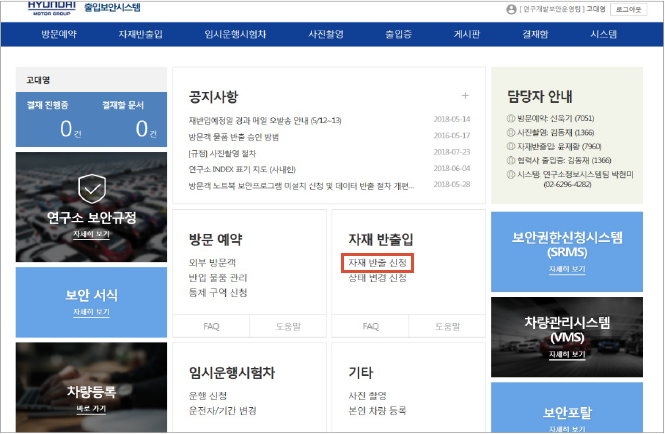 HYUNDAI
MOTOR GROUP
출입보안시스템
[ 연구개발보안운영팀 ] 고대영 로그아웃
방문예약 자재반출입 임시운행시험차 사진촬영 출입증 게시판 결재함 시스템
고대영
결재 진행중 결재할 문서
0건 0건
연구소 보안규정
자세히 보기
보안 서식
자세히 보기
차량등록
바로 가기
공지사항 +
재반입예정일 경과 메일 오발송 안내 (5/12~13) 2018-05-14
방문객 물품 반출 승인 방법 2016-05-17
[규정] 사진촬영 절차 2018-07-23
연구소 INDEX 표기 지도 (사내한) 2018-06-04
방문객 노트북 보안프로그램 미설치 신청 및 데이터 반출 절차 개편... 2018-05-28
방문 예약
외부 방문객
반입 물품 관리
통제 구역 신청
FAQ 도움말
자재 반출입
자재 반출 신청
상태 변경 신청
FAQ 도움말
임시운행시험차
운행 신청
운전자/기간 변경
기타
사진 촬영
본인 차량 등록
담당자 안내
방문예약: 신옥기 (7051)
사진촬영: 김동재 (1366)
자재반출입: 윤재황 (7960)
협력사 출입증: 김동재 (1366)
시스템: 연구소정보시스템팀 박현미
(02-6296-4282)
보안권한신청시스템
(SRMS)
자세히 보기
차량관리시스템
(VMS)
자세히 보기
보안포탈
자세히 보기